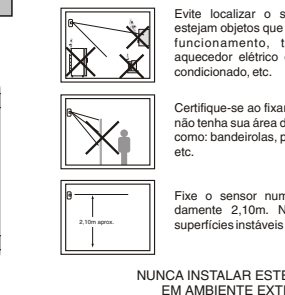 Evite localizar o
estejam objetos que
funcionamento,
aquecedor elétrico
condicionado, etc.
Certifique-se ao fixar
não tenha sua área
como: bandeirolas,
etc.
2,10m aprox.
Fixe o sensor num
damente 2,10m.
superfícies instáveis
NUNCA INSTALAR ESTE
EM AMBIENTE